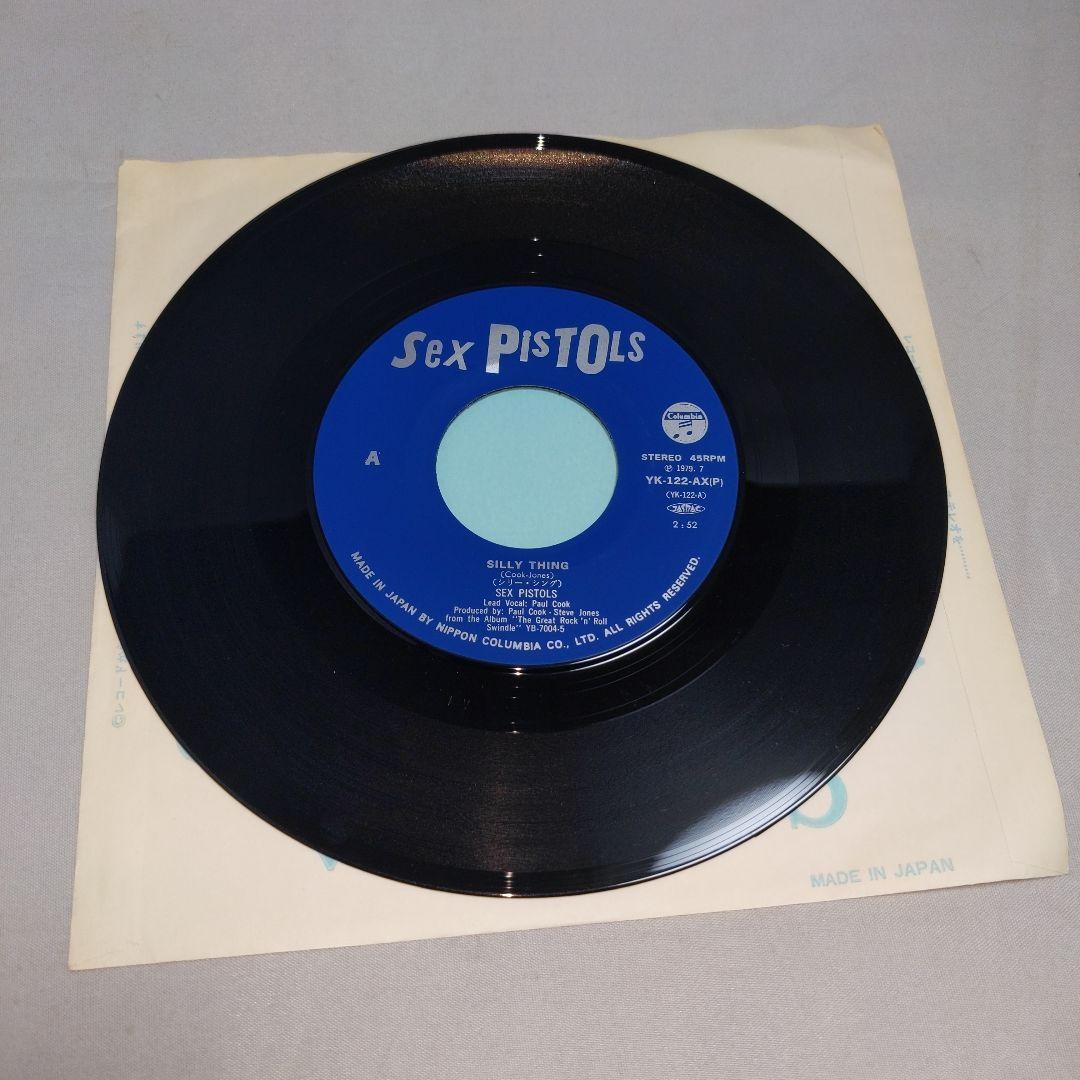 Sex PisTOLs
Columbia
A
STEREO 45RPM
Ⓟ 1979. 7
YK-122-AX(P)
(YK-122-A)
JASRAC
2:52
SILLY THING
(Cook-Jones)
(シリー・シング)
SEX PISTOLS
Lead Vocal: Paul Cook
Produced by: Paul Cook - Steve Jones
from the Album "The Great Rock 'n' Roll
Swindle" YB-7004-5
MADE IN JAPAN BY NIPPON COLUMBIA CO., LTD. ALL RIGHTS RESERVED.
MADE IN JAPAN